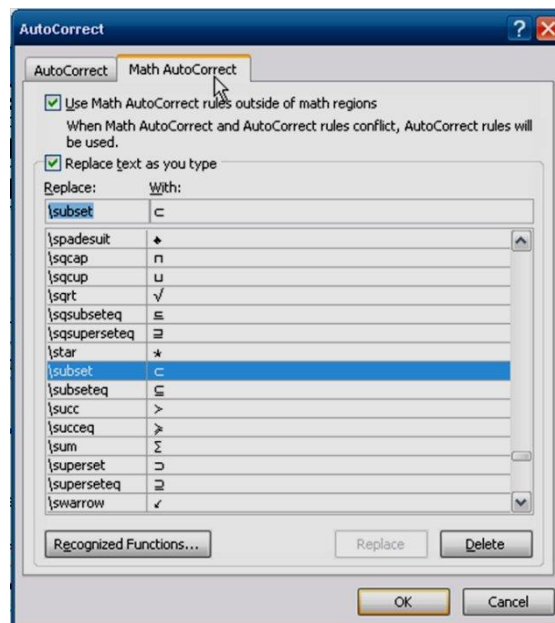 AutoCorrect
AutoCorrect Math AutoCorrect
Use Math AutoCorrect rules outside of math regions
When Math AutoCorrect and AutoCorrect rules conflict, AutoCorrect rules will
be used.
Replace text as you type
Replace: With:
\subset ⊂
\spadesuit ♠
\sqcap ⊓
\sqcup ⊔
\sqrt √
\sqsubseteq ⊑
\sqsuperseteq ⊒
\star ⋆
\subset ⊂
\subseteq ⊆
\succ ≻
\succeq ≽
\sum ∑
\superset ⊃
\superseteq ⊇
\swarrow ↙
Recognized Functions... Replace Delete
OK Cancel